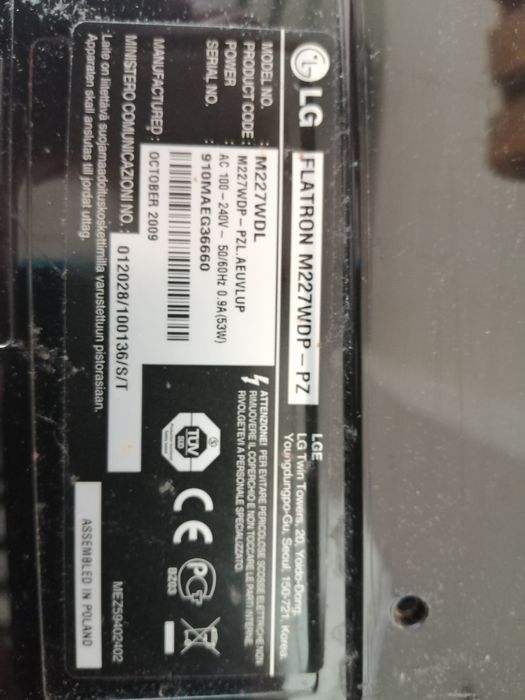 LG FLATRON M227WDP-PZ
LGE
LG Twin Towers, 20, Yoido-Dong,
Youngdungpo-Gu, Seoul, 150-721, Korea
MODEL NO. : M227WDL
PRODUCT CODE : M227WDP-PZL.AEUVLUP
POWER : AC 100-240V~ 50/60Hz 0.9A(53W)
SERIAL NO. : 910MAEG36660
MANUFACTURED : OCTOBER 2009
MINISTERO COMUNICAZIONI NO. : 012028/100136/S/T
Laite on liitettävä suojamaadoituskoskettimilla varustettuun pistorasiaan.
Apparaten skall anslutas till jordat uttag.
ATTENZIONE! PER EVITARE PERICOLOSE SCOSSE ELETTRICHE NON
RIMUOVERE IL COPERCHIO E NON TOCCARE LE PARTI INTERNE.
RIVOLGETEVI A PERSONALE SPECIALIZZATO.
TÜV
SÜD
CE
BZ03
MEZ59402402
ASSEMBLED IN POLAND